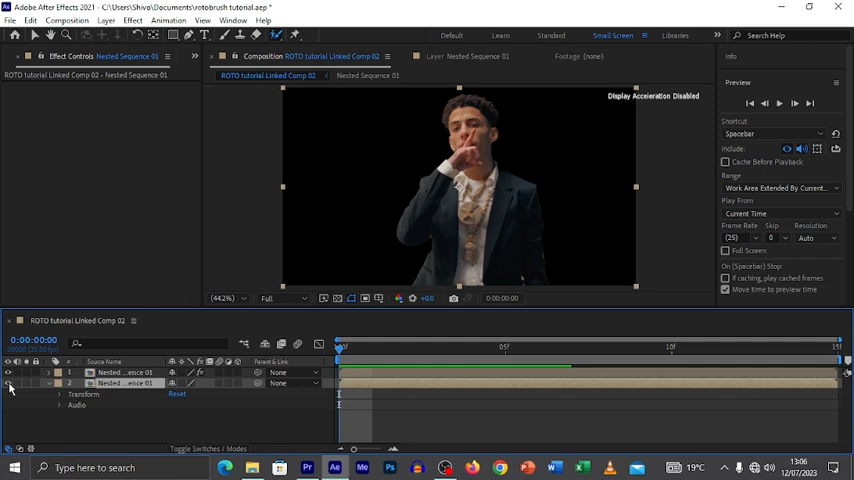 Adobe After Effects 2021 - C:\Users\Shivo\Documents\rotobrush tutorial.aep *
File Edit Composition Layer Effect Animation View Window Help
Default Learn Standard Small Screen Libraries Search Help
Effect Controls Nested Sequence 01 Composition ROTO tutorial Linked Comp 02 Layer: Nested Sequence 01 Footage (none) Info
ROTO tutorial Linked Comp 02 • Nested Sequence 01 ROTO tutorial Linked Comp 02 Nested Sequence 01
Display Acceleration Disabled
Preview
Shortcut
Spacebar
Include:
Cache Before Playback
Range
Work Area Extended By Current...
Play From
Current Time
Frame Rate Skip Resolution
(25) 0 Auto
Full Screen
On (Spacebar) Stop:
If caching, play cached frames
Move time to preview time
(44.2%) Full +0.0 0:00:00:00
ROTO tutorial Linked Comp 02
0:00:00:00
00000 (25.00 fps)
05f 10f 15f
# Source Name Parent & Link
1 Nested ...ence 01 None
2 Nested ...ence 01 None
Transform Reset
Audio
Toggle Switches / Modes
Type here to search 19°C 13:06
12/07/2023